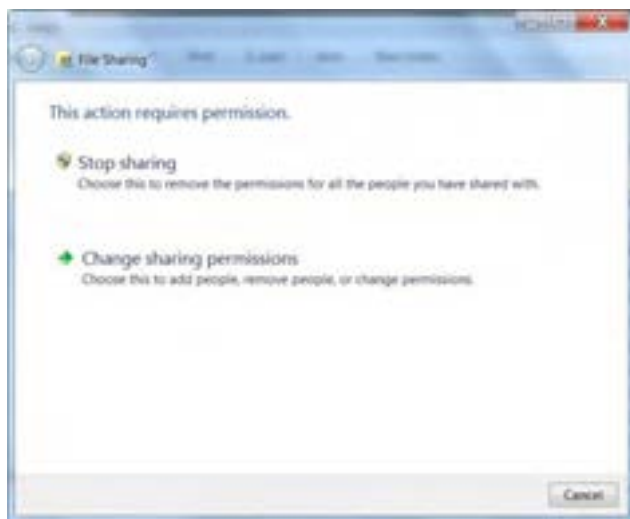 File Sharing
This action requires permission.
Stop sharing
Choose this to remove the permissions for all the people you have shared with.
Change sharing permissions
Choose this to add people, remove people, or change permissions.
Cancel